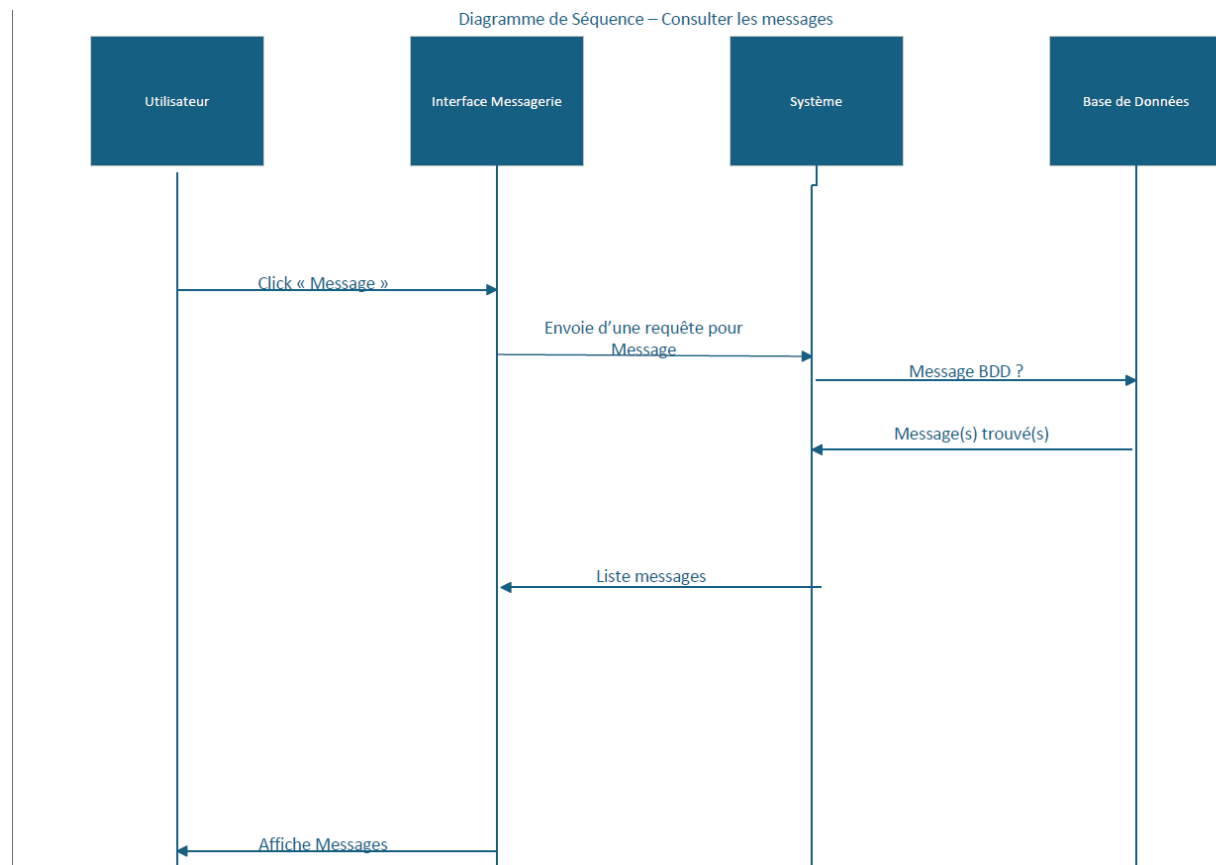 Diagramme de Séquence – Consulter les messages
Utilisateur
Interface Messagerie
Système
Base de Données
Click « Message »
Envoie d’une requête pour
Message
Message BDD ?
Message(s) trouvé(s)
Liste messages
Affiche Messages